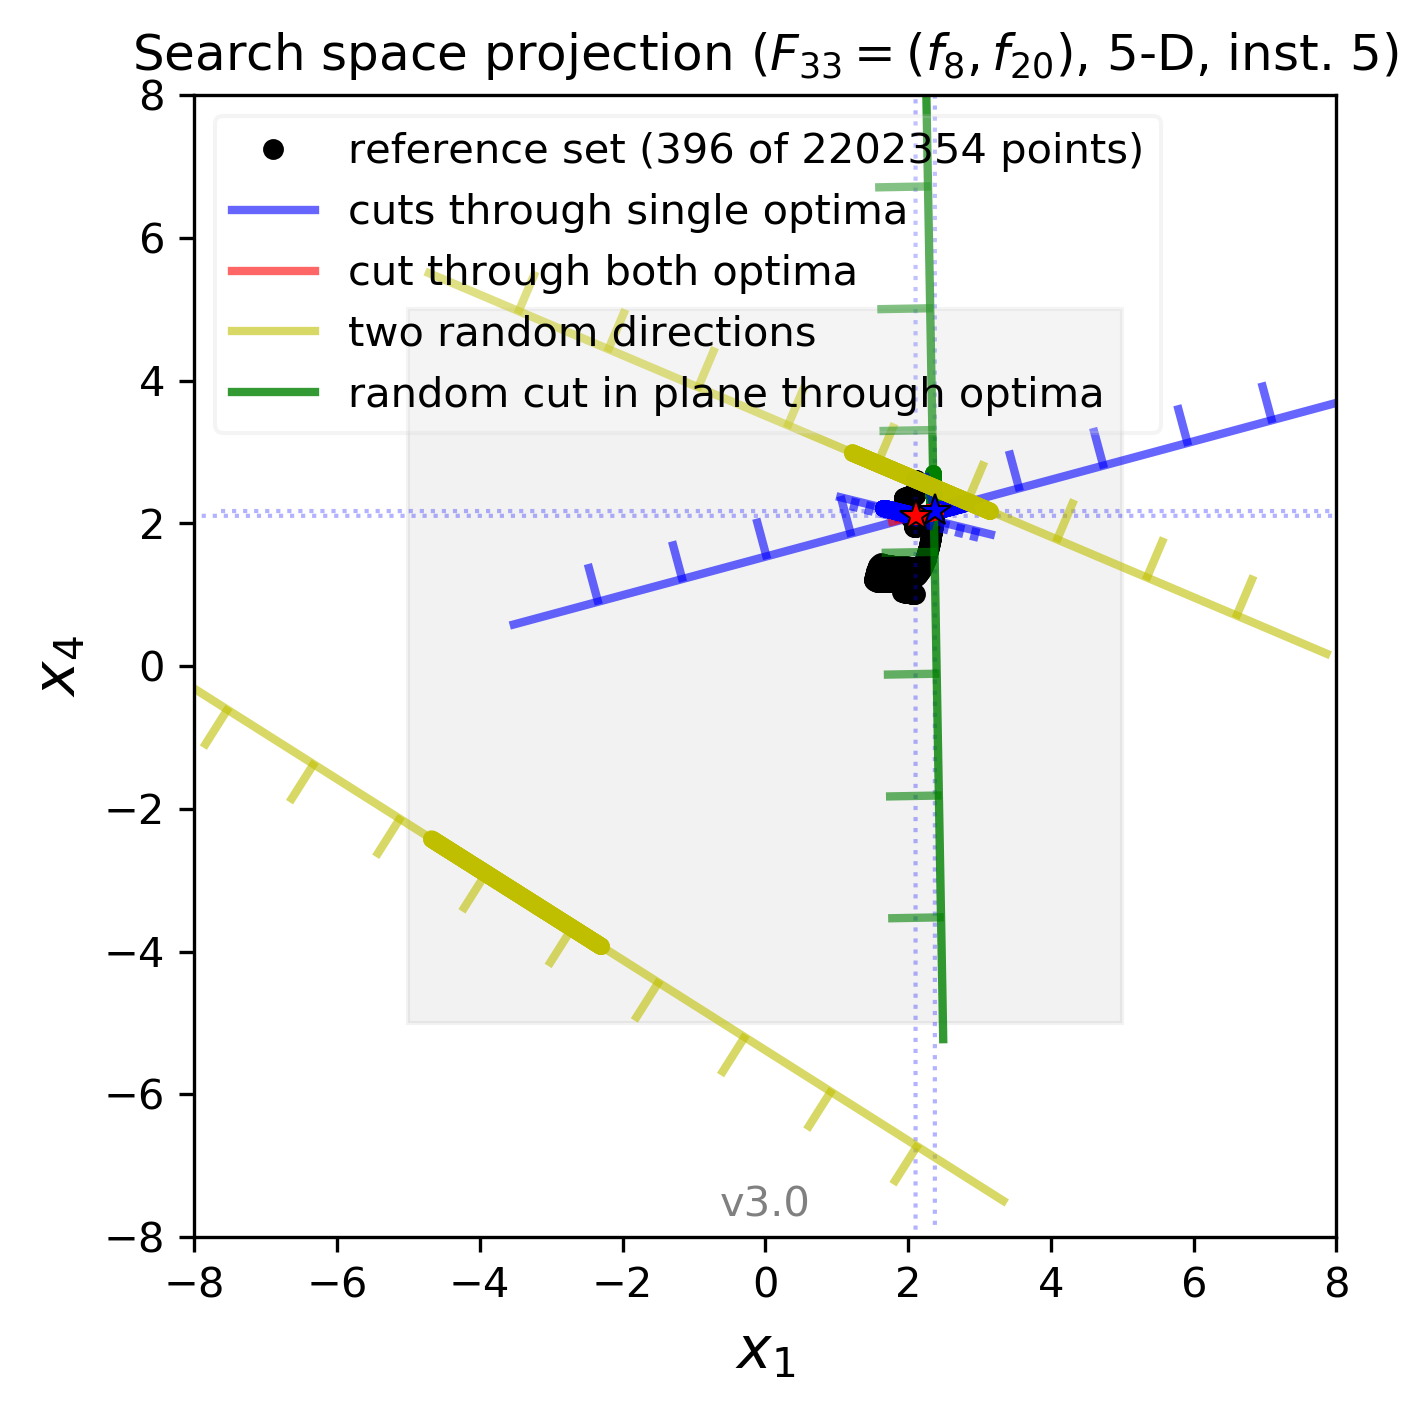 Search space projection (F33 = (f8, f20), 5-D, inst. 5)
reference set (396 of 2202354 points)
cuts through single optima
cut through both optima
two random directions
random cut in plane through optima
8
6
4
2
0
−2
−4
−6
−8
x4
v3.0
−8 −6 −4 −2 0 2 4 6 8
x1